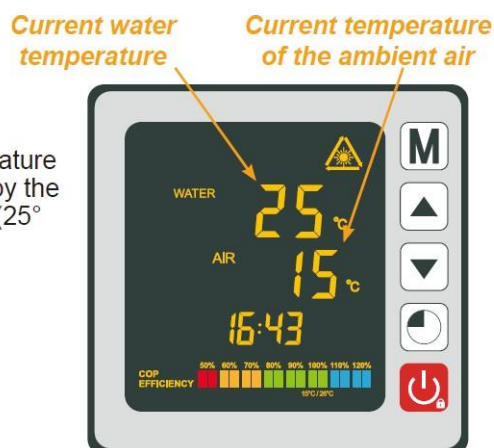 Current water
temperature
Current temperature
of the ambient air
ature
by the
(25°
M
WATER
25 °C
AIR
15 °C
16:43
COP
EFFICIENCY
50% 60% 70% 80% 90% 100% 110% 120%
15°C / 26°C